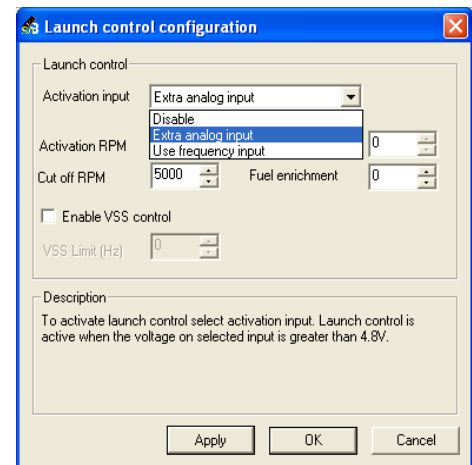 Launch control configuration
Launch control
Activation input Extra analog input
Disable
Extra analog input
Use frequency input
Activation RPM 0
Cut off RPM 5000 Fuel enrichment 0
Enable VSS control
VSS Limit (Hz) 0
Description
To activate launch control select activation input. Launch control is
active when the voltage on selected input is greater than 4.8V.
Apply OK Cancel